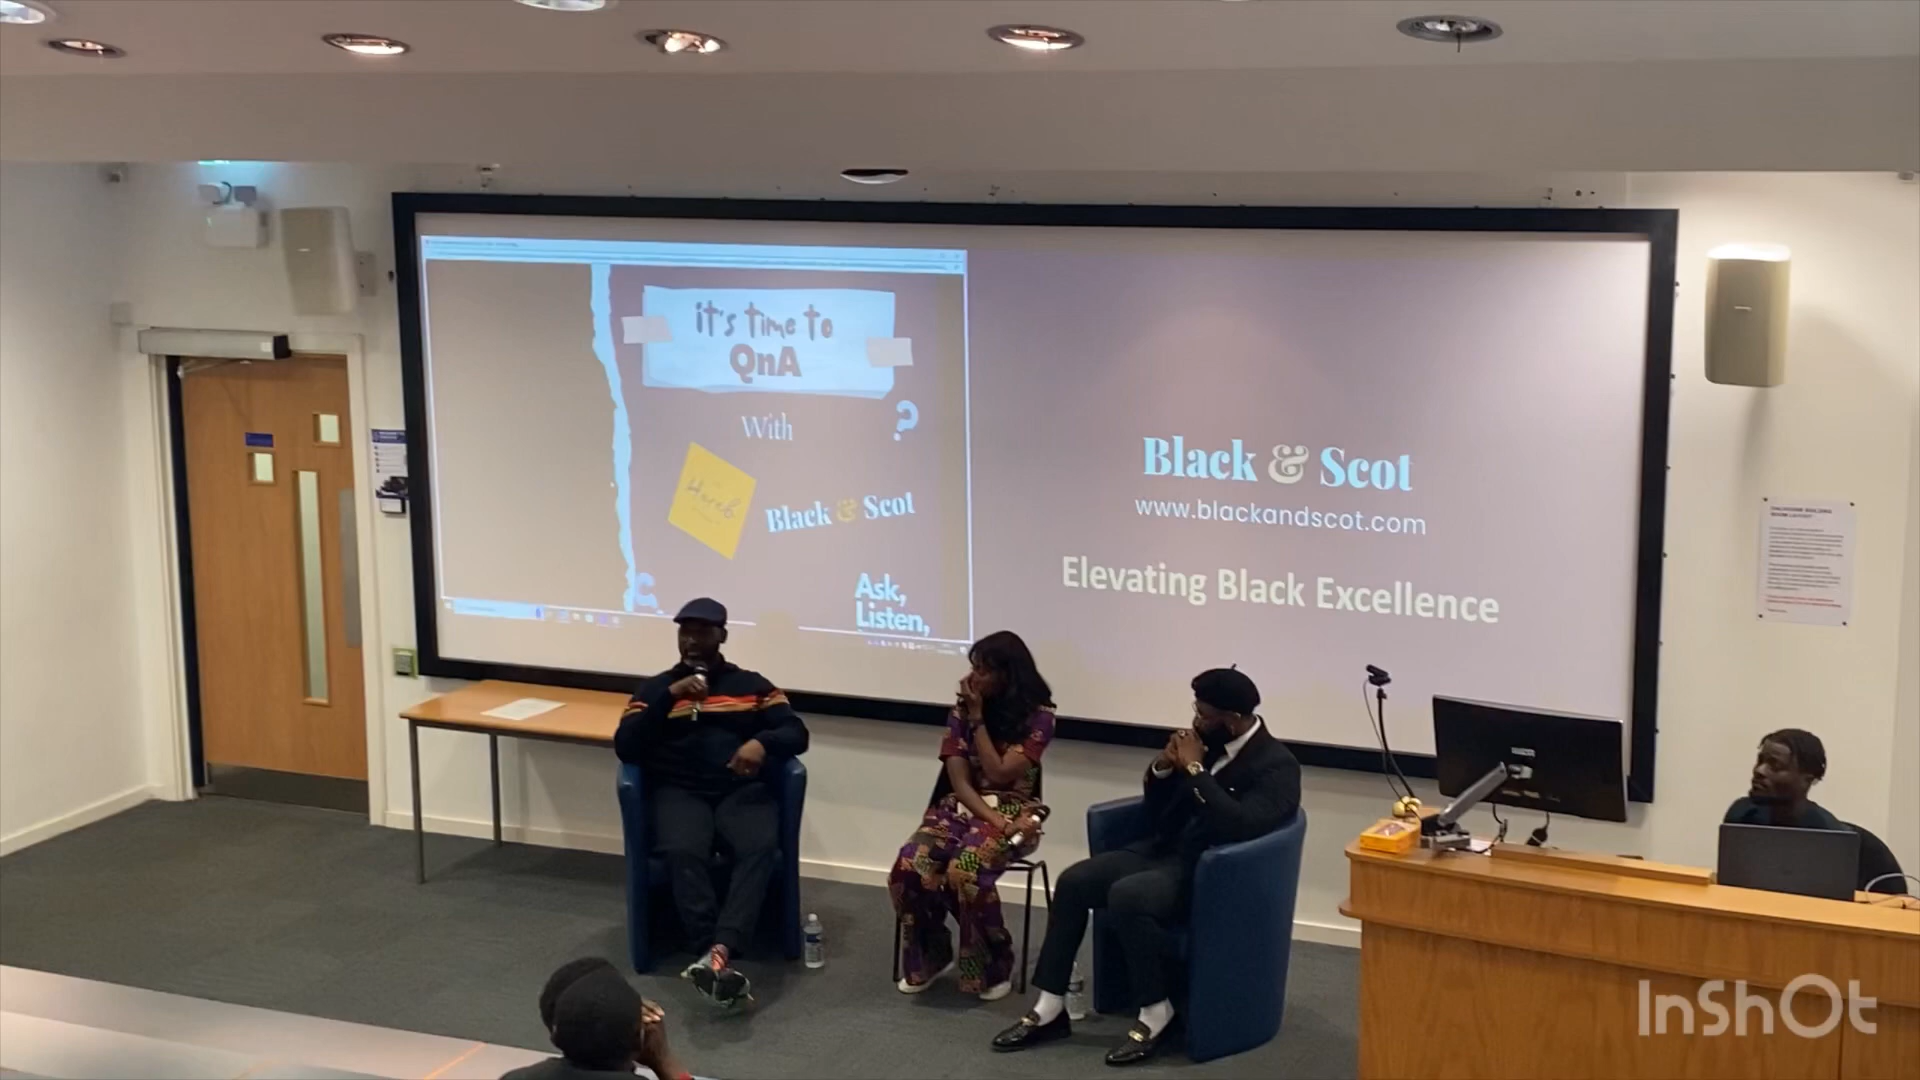 it's time to
QnA
With
Black & Scot
Ask,
Listen,
Black & Scot
www.blackandscot.com
Elevating Black Excellence
InShOt